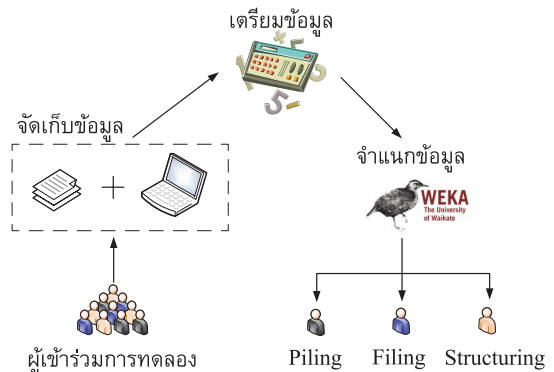 เตรียมข้อมูล
จัดเก็บข้อมูล
จำแนกข้อมูล
WEKA
The University
of Waikato
ผู้เข้าร่วมการทดลอง
Piling Filing Structuring